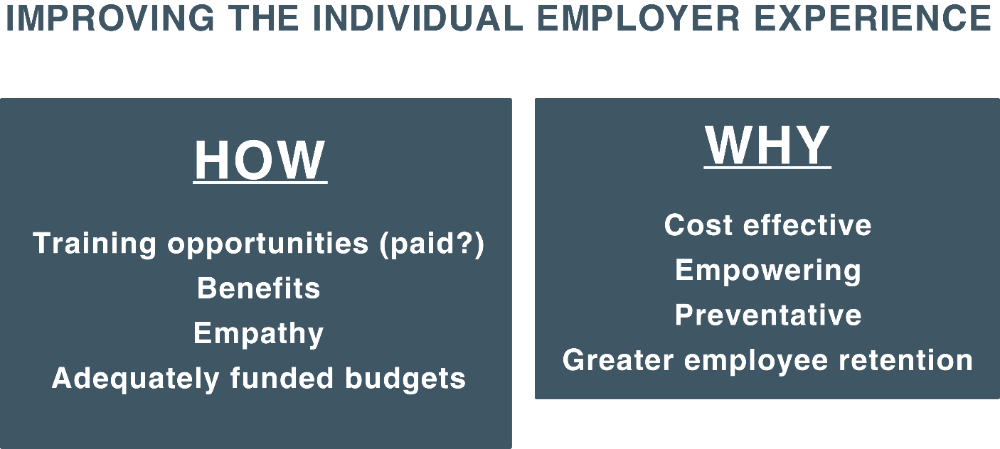 IMPROVING THE INDIVIDUAL EMPLOYER EXPERIENCE
HOW
Training opportunities (paid?)
Benefits
Empathy
Adequately funded budgets
WHY
Cost effective
Empowering
Preventative
Greater employee retention